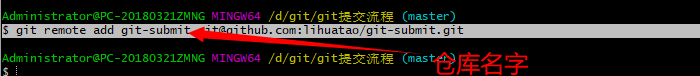 Administrator@PC-20180321ZMNG MINGW64 /d/git/git提交流程 (master)
$ git remote add git-submit git@github.com:lihuatao/git-submit.git
Administrator@PC-20180321ZMNG MINGW64 /d/git/git提交流程 (master)
$
仓库名字